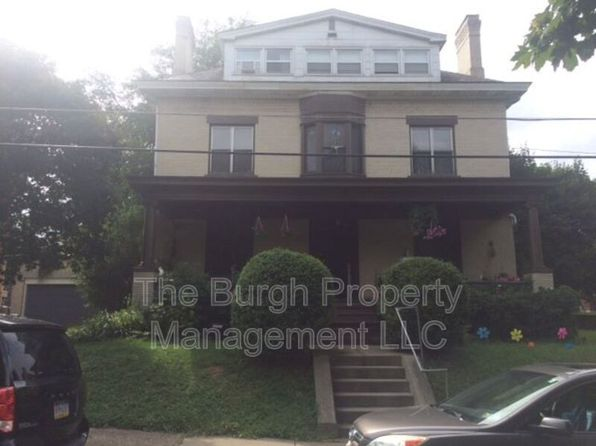 The Burgh Property
Management LLC